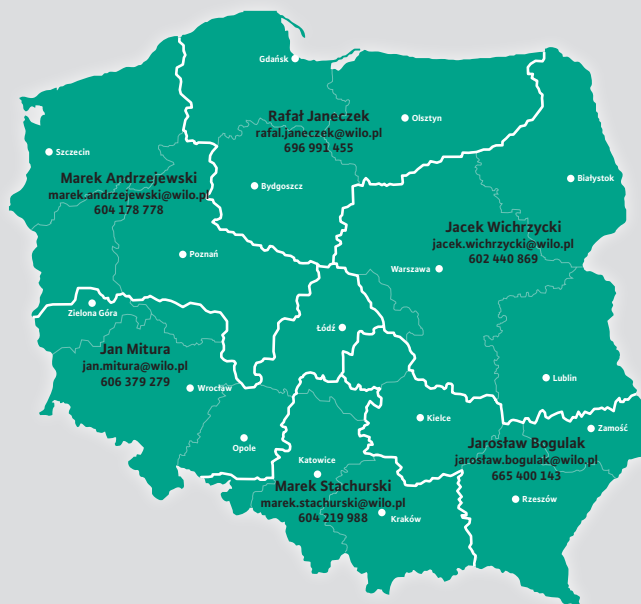 Gdańsk
Rafał Janeczek
rafal.janeczek@wilo.pl
696 991 455
Olsztyn
Szczecin
Marek Andrzejewski
marek.andrzejewski@wilo.pl
604 178 778
Bydgoszcz
Białystok
Jacek Wichrzycki
jacek.wichrzycki@wilo.pl
602 440 869
Poznań
Warszawa
Zielona Góra
Łódź
Jan Mitura
jan.mitura@wilo.pl
606 379 279
Wrocław
Lublin
Kielce
Zamość
Opole
Jarosław Bogulak
jarosław.bogulak@wilo.pl
665 400 143
Katowice
Marek Stachurski
marek.stachurski@wilo.pl
604 219 988
Rzeszów
Kraków